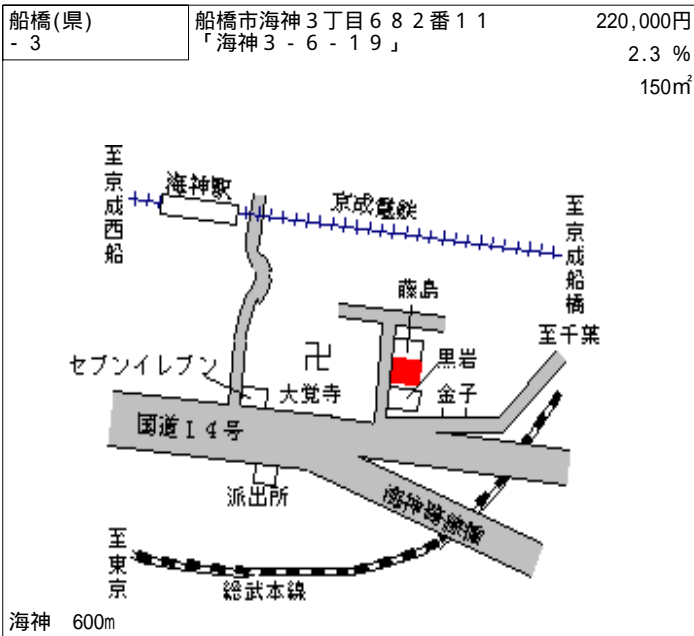 船橋(県)
- 3
船橋市海神３丁目６８２番１１
「海神３-６-１９」
220,000円
2.3 %
150㎡
至京成西船
海神駅
京成電鉄
至京成船橋
藤島
至千葉
黒岩
セブンイレブン
卍
大覚寺
金子
国道１４号
派出所
海神跨線橋
至東京
総武本線
海神 600m